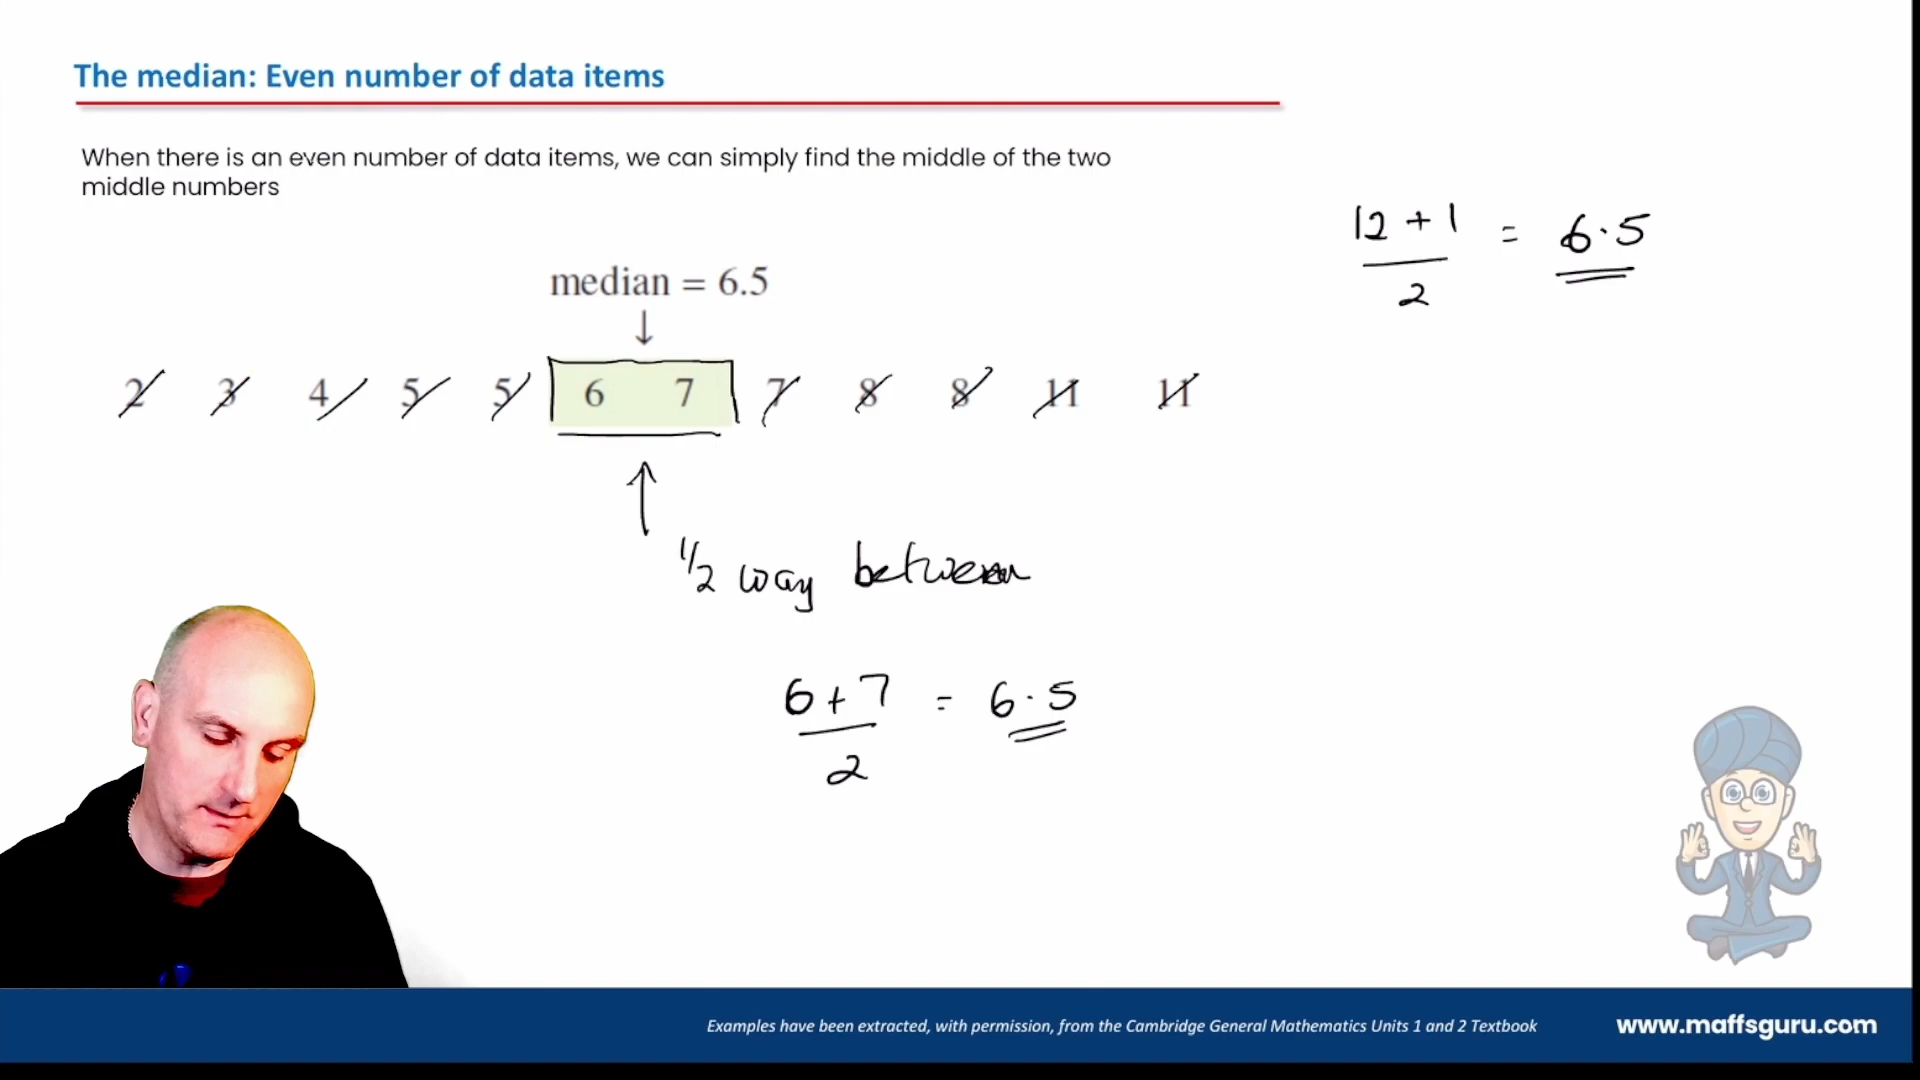 The median: Even number of data items
When there is an even number of data items, we can simply find the middle of the two
middle numbers
12 + 1
2
= 6.5
median = 6.5
↓
2 3 4 5 5 6 7 7 8 8 11 11
↑
1/2 way between
6 + 7
2
= 6.5
Examples have been extracted, with permission, from the Cambridge General Mathematics Units 1 and 2 Textbook
www.maffsguru.com